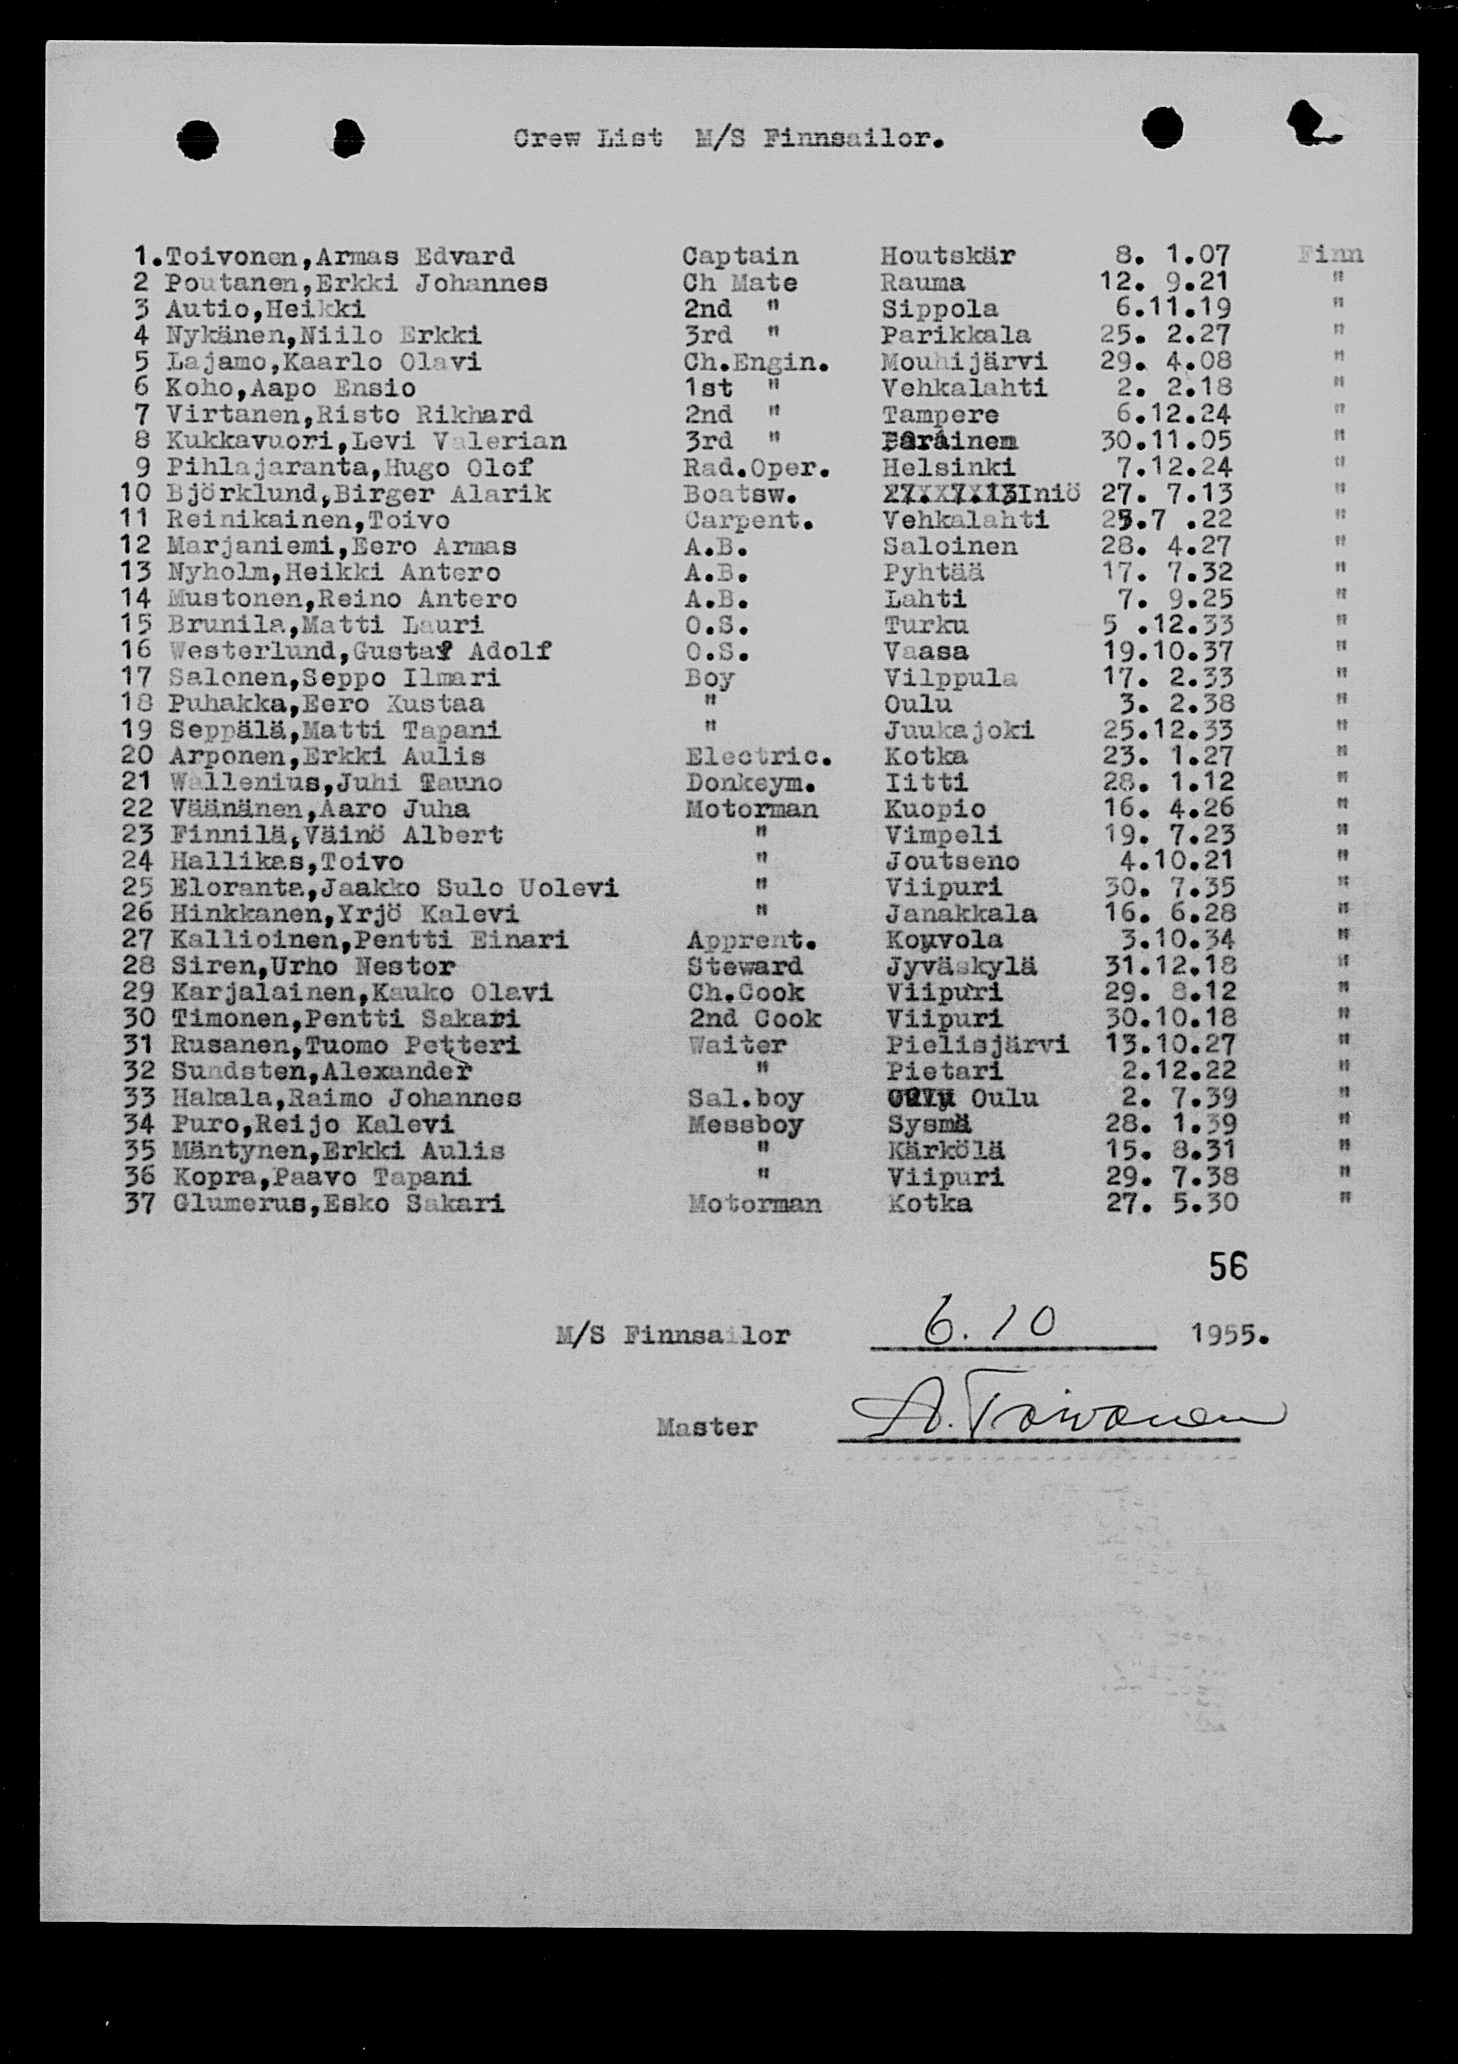 Crew List M/S Finnsailor.
1.Toivonen,Armas Edvard Captain Houtskär 8. 1.07 Finn
2 Poutanen,Erkki Johannes Ch Mate Rauma 12. 9.21 "
3 Autio,Heikki 2nd " Sippola 6.11.19 "
4 Nykänen,Niilo Erkki 3rd " Parikkala 25. 2.27 "
5 Lajamo,Kaarlo Olavi Ch.Engin. Mouhijärvi 29. 4.08 "
6 Koho,Aapo Ensio 1st " Vehkalahti 2. 2.18 "
7 Virtanen,Risto Rikhard 2nd " Tampere 6.12.24 "
8 Kukkavuori,Levi Valerian 3rd " 30.11.05 "
9 Pihlajaranta,Hugo Olof Rad.Oper. Helsinki 7.12.24 "
10 Björklund,Birger Alarik Boatsw. Iniö 27. 7.13 "
11 Reinikainen,Toivo Carpent. Vehkalahti .7 .22 "
12 Marjaniemi,Eero Armas A.B. Saloinen 28. 4.27 "
13 Nyholm,Heikki Antero A.B. Pyhtää 17. 7.32 "
14 Mustonen,Reino Antero A.B. Lahti 7. 9.25 "
15 Brunila,Matti Lauri O.S. Turku 5 .12.33 "
16 Westerlund,Gustaf Adolf O.S. Vaasa 19.10.37 "
17 Salonen,Seppo Ilmari Boy Vilppula 17. 2.33 "
18 Puhakka,Eero Kustaa " Oulu 3. 2.38 "
19 Seppälä,Matti Tapani " Juukajoki 25.12.33 "
20 Arponen,Erkki Aulis Electric. Kotka 23. 1.27 "
21 Wallenius,Juhi Tauno Donkeym. Iitti 28. 1.12 "
22 Väänänen,Aaro Juha Motorman Kuopio 16. 4.26 "
23 Finnilä,Väinö Albert " Vimpeli 19. 7.23 "
24 Hallikas,Toivo " Joutseno 4.10.21 "
25 Eloranta,Jaakko Sulo Uolevi " Viipuri 30. 7.35 "
26 Hinkkanen,Yrjö Kalevi " Janakkala 16. 6.28 "
27 Kallioinen,Pentti Einari Apprent. Kouvola 3.10.34 "
28 Siren,Urho Nestor Steward Jyväskylä 31.12.18 "
29 Karjalainen,Kauko Olavi Ch.Cook Viipuri 29. 8.12 "
30 Timonen,Pentti Sakari 2nd Cook Viipuri 30.10.18 "
31 Rusanen,Tuomo Petteri Waiter Pielisjärvi 13.10.27 "
32 Sundsten,Alexander " Pietari 2.12.22 "
33 Hakala,Raimo Johannes Sal.boy Oulu 2. 7.39 "
34 Puro,Reijo Kalevi Messboy Sysmä 28. 1.39 "
35 Mäntynen,Erkki Aulis " Kärkölä 15. 8.31 "
36 Kopra,Paavo Tapani " Viipuri 29. 7.38 "
37 Glumerus,Esko Sakari Motorman Kotka 27. 5.30 "
56
M/S Finnsailor 6.10 1955.
Master A. Toivonen